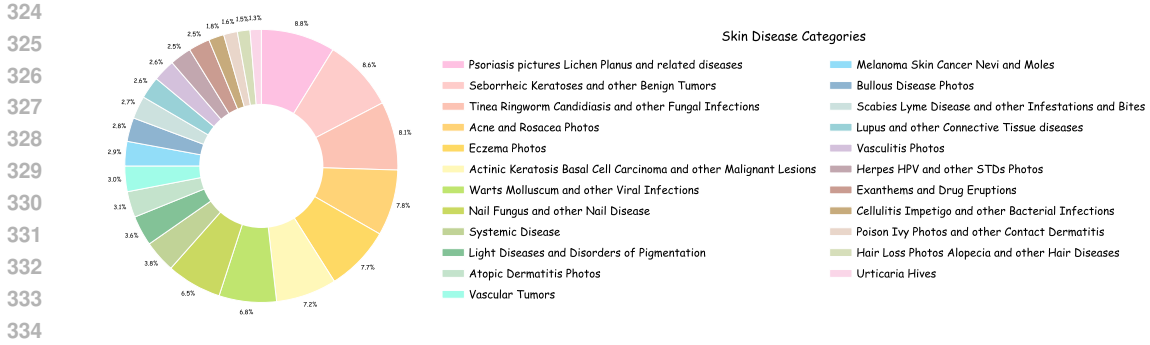 324
325
326
327
328
329
330
331
332
333
334
8.8%
8.6%
8.1%
7.8%
7.7%
7.2%
6.8%
6.5%
3.8%
3.6%
3.1%
3.0%
2.9%
2.8%
2.7%
2.6%
2.6%
2.5%
2.5%
1.8%
1.6%
1.5%
1.3%
Skin Disease Categories
Psoriasis pictures Lichen Planus and related diseases
Seborrheic Keratoses and other Benign Tumors
Tinea Ringworm Candidiasis and other Fungal Infections
Acne and Rosacea Photos
Eczema Photos
Actinic Keratosis Basal Cell Carcinoma and other Malignant Lesions
Warts Molluscum and other Viral Infections
Nail Fungus and other Nail Disease
Systemic Disease
Light Diseases and Disorders of Pigmentation
Atopic Dermatitis Photos
Vascular Tumors
Melanoma Skin Cancer Nevi and Moles
Bullous Disease Photos
Scabies Lyme Disease and other Infestations and Bites
Lupus and other Connective Tissue diseases
Vasculitis Photos
Herpes HPV and other STDs Photos
Exanthems and Drug Eruptions
Cellulitis Impetigo and other Bacterial Infections
Poison Ivy Photos and other Contact Dermatitis
Hair Loss Photos Alopecia and other Hair Diseases
Urticaria Hives